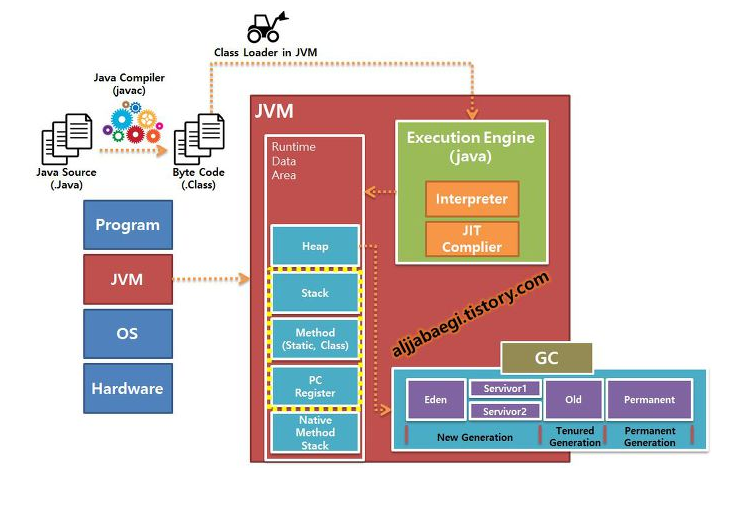 Class Loader in JVM
Java Compiler
(javac)
Java Source
(.Java)
Byte Code
(.Class)
Program
JVM
OS
Hardware
JVM
Runtime
Data
Area
Heap
Stack
Method
(Static, Class)
PC
Register
Native
Method
Stack
Execution Engine
(java)
Interpreter
JIT
Complier
aljjabaegi.tistory.com
GC
Eden
Servivor1
Servivor2
Old
Permanent
New Generation
Tenured
Generation
Permanent
Generation